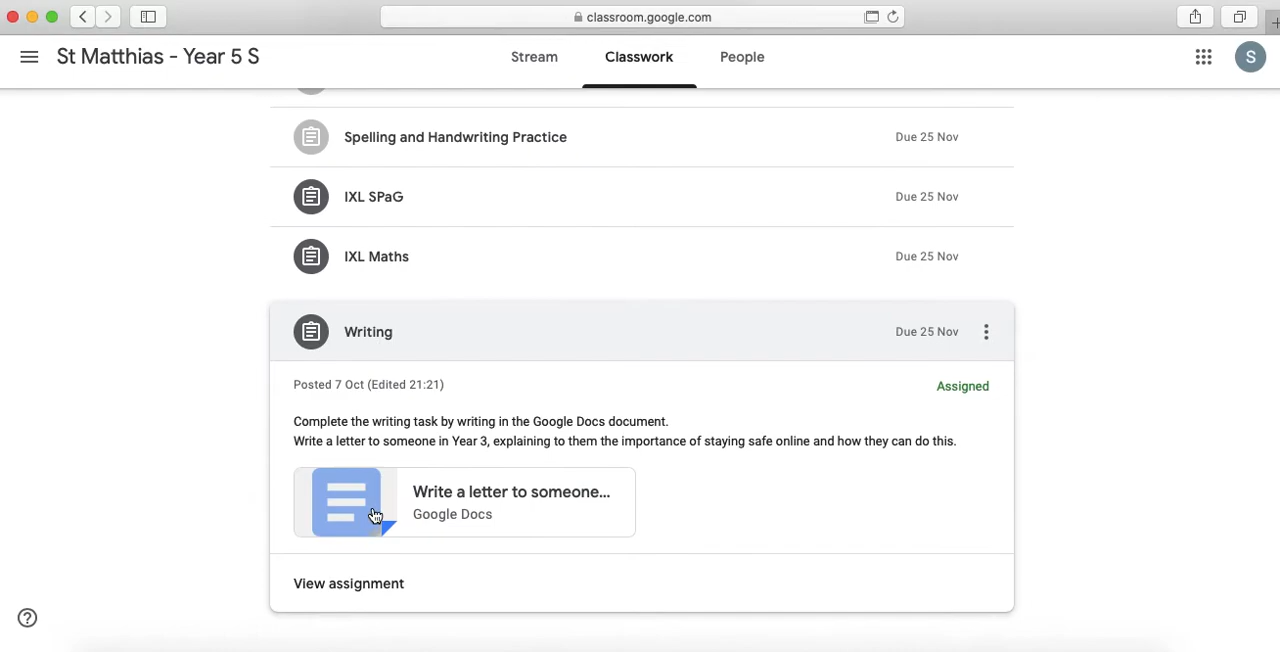 classroom.google.com
St Matthias - Year 5 S
Stream
Classwork
People
S
Spelling and Handwriting Practice
Due 25 Nov
IXL SPaG
Due 25 Nov
IXL Maths
Due 25 Nov
Writing
Due 25 Nov
Posted 7 Oct (Edited 21:21)
Assigned
Complete the writing task by writing in the Google Docs document.
Write a letter to someone in Year 3, explaining to them the importance of staying safe online and how they can do this.
Write a letter to someone...
Google Docs
View assignment